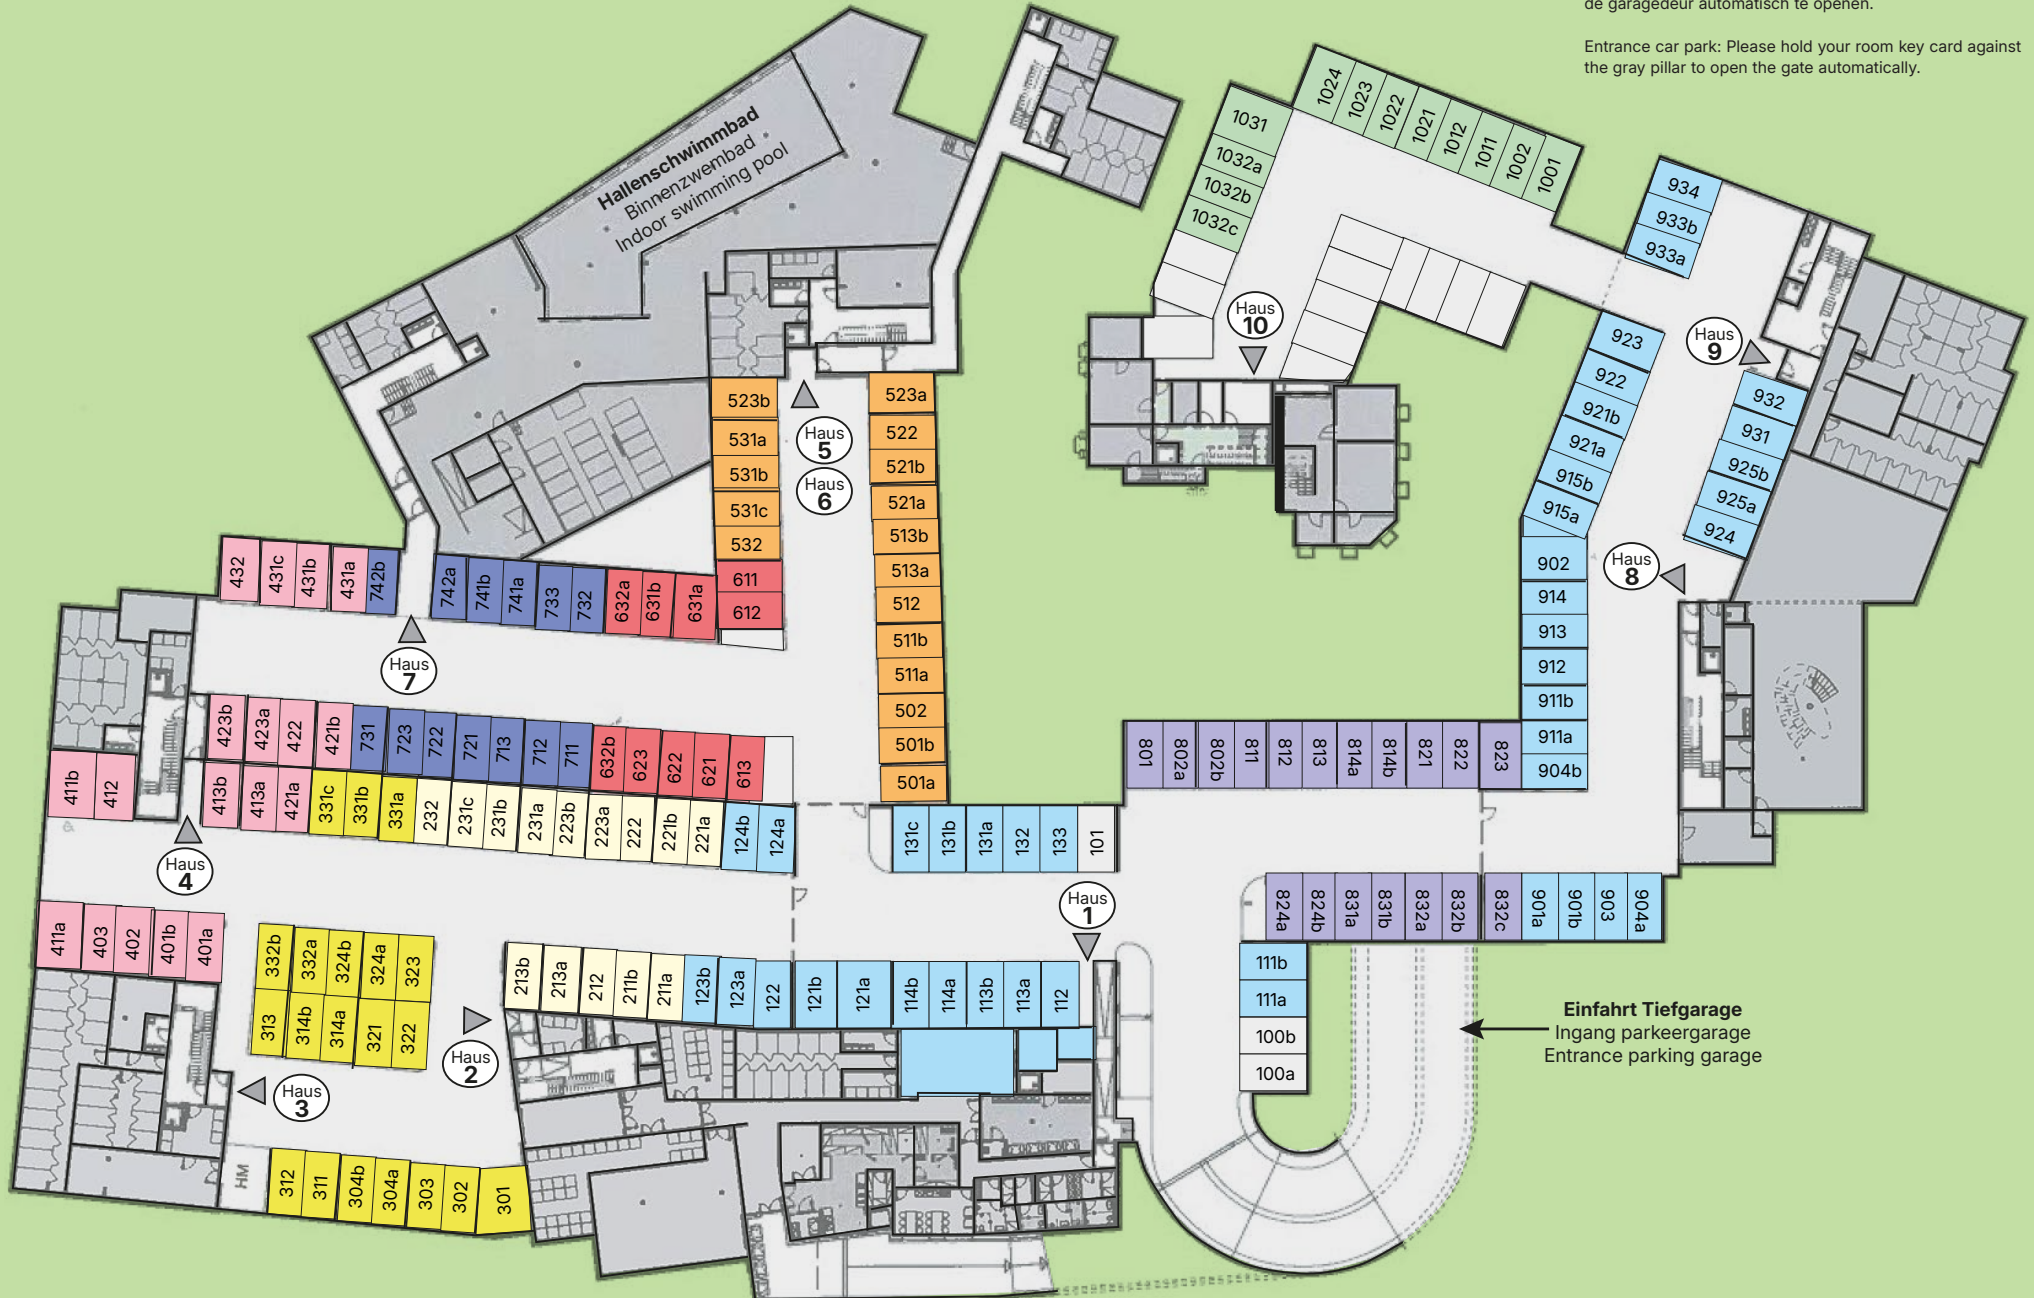 de garagedeur automatisch te openen.
Entrance car park: Please hold your room key card against
the gray pillar to open the gate automatically.
Hallenschwimmbad
Binnenzwembad
Indoor swimming pool
1024
1023
1022
1021
1012
1011
1002
1001
1031
1032a
1032b
1032c
934
933b
933a
Haus
10
Haus
9
923
922
921b
921a
915b
915a
932
931
925b
925a
924
Haus
8
902
914
913
912
911b
911a
904b
523b
531a
531b
531c
532
611
612
Haus
5
Haus
6
523a
522
521b
521a
513b
513a
512
511b
511a
502
501b
501a
432
431c
431b
431a
742b
742a
741b
741a
733
732
632a
631b
631a
Haus
7
423b
423a
422
421b
731
723
722
721
713
712
711
632b
623
622
621
613
411b
412
413b
413a
421a
331c
331b
331a
232
231c
231b
231a
223b
223a
222
221b
221a
124b
124a
131c
131b
131a
132
133
101
801
802a
802b
811
812
813
814a
814b
821
822
823
Haus
4
Haus
1
824a
824b
831a
831b
832a
832b
832c
901a
901b
903
904a
411a
403
402
401b
401a
332b
332a
324b
324a
323
313
314b
314a
321
322
213b
213a
212
211b
211a
123b
123a
122
121b
121a
114b
114a
113b
113a
112
111b
111a
100b
100a
Einfahrt Tiefgarage
Ingang parkeergarage
Entrance parking garage
Haus
2
Haus
3
HM
312
311
304b
304a
303
302
301